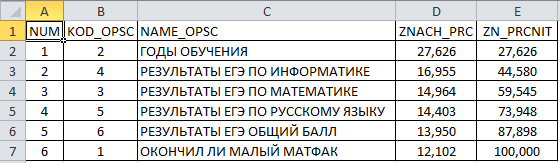 A B C D E
1 NUM KOD_OPSC NAME_OPSC ZNACH_PRC ZN_PRCNIT
2 1 2 ГОДЫ ОБУЧЕНИЯ 27,626 27,626
3 2 4 РЕЗУЛЬТАТЫ ЕГЭ ПО ИНФОРМАТИКЕ 16,955 44,580
4 3 3 РЕЗУЛЬТАТЫ ЕГЭ ПО МАТЕМАТИКЕ 14,964 59,545
5 4 5 РЕЗУЛЬТАТЫ ЕГЭ ПО РУССКОМУ ЯЗЫКУ 14,403 73,948
6 5 6 РЕЗУЛЬТАТЫ ЕГЭ ОБЩИЙ БАЛЛ 13,950 87,898
7 6 1 ОКОНЧИЛ ЛИ МАЛЫЙ МАТФАК 12,102 100,000